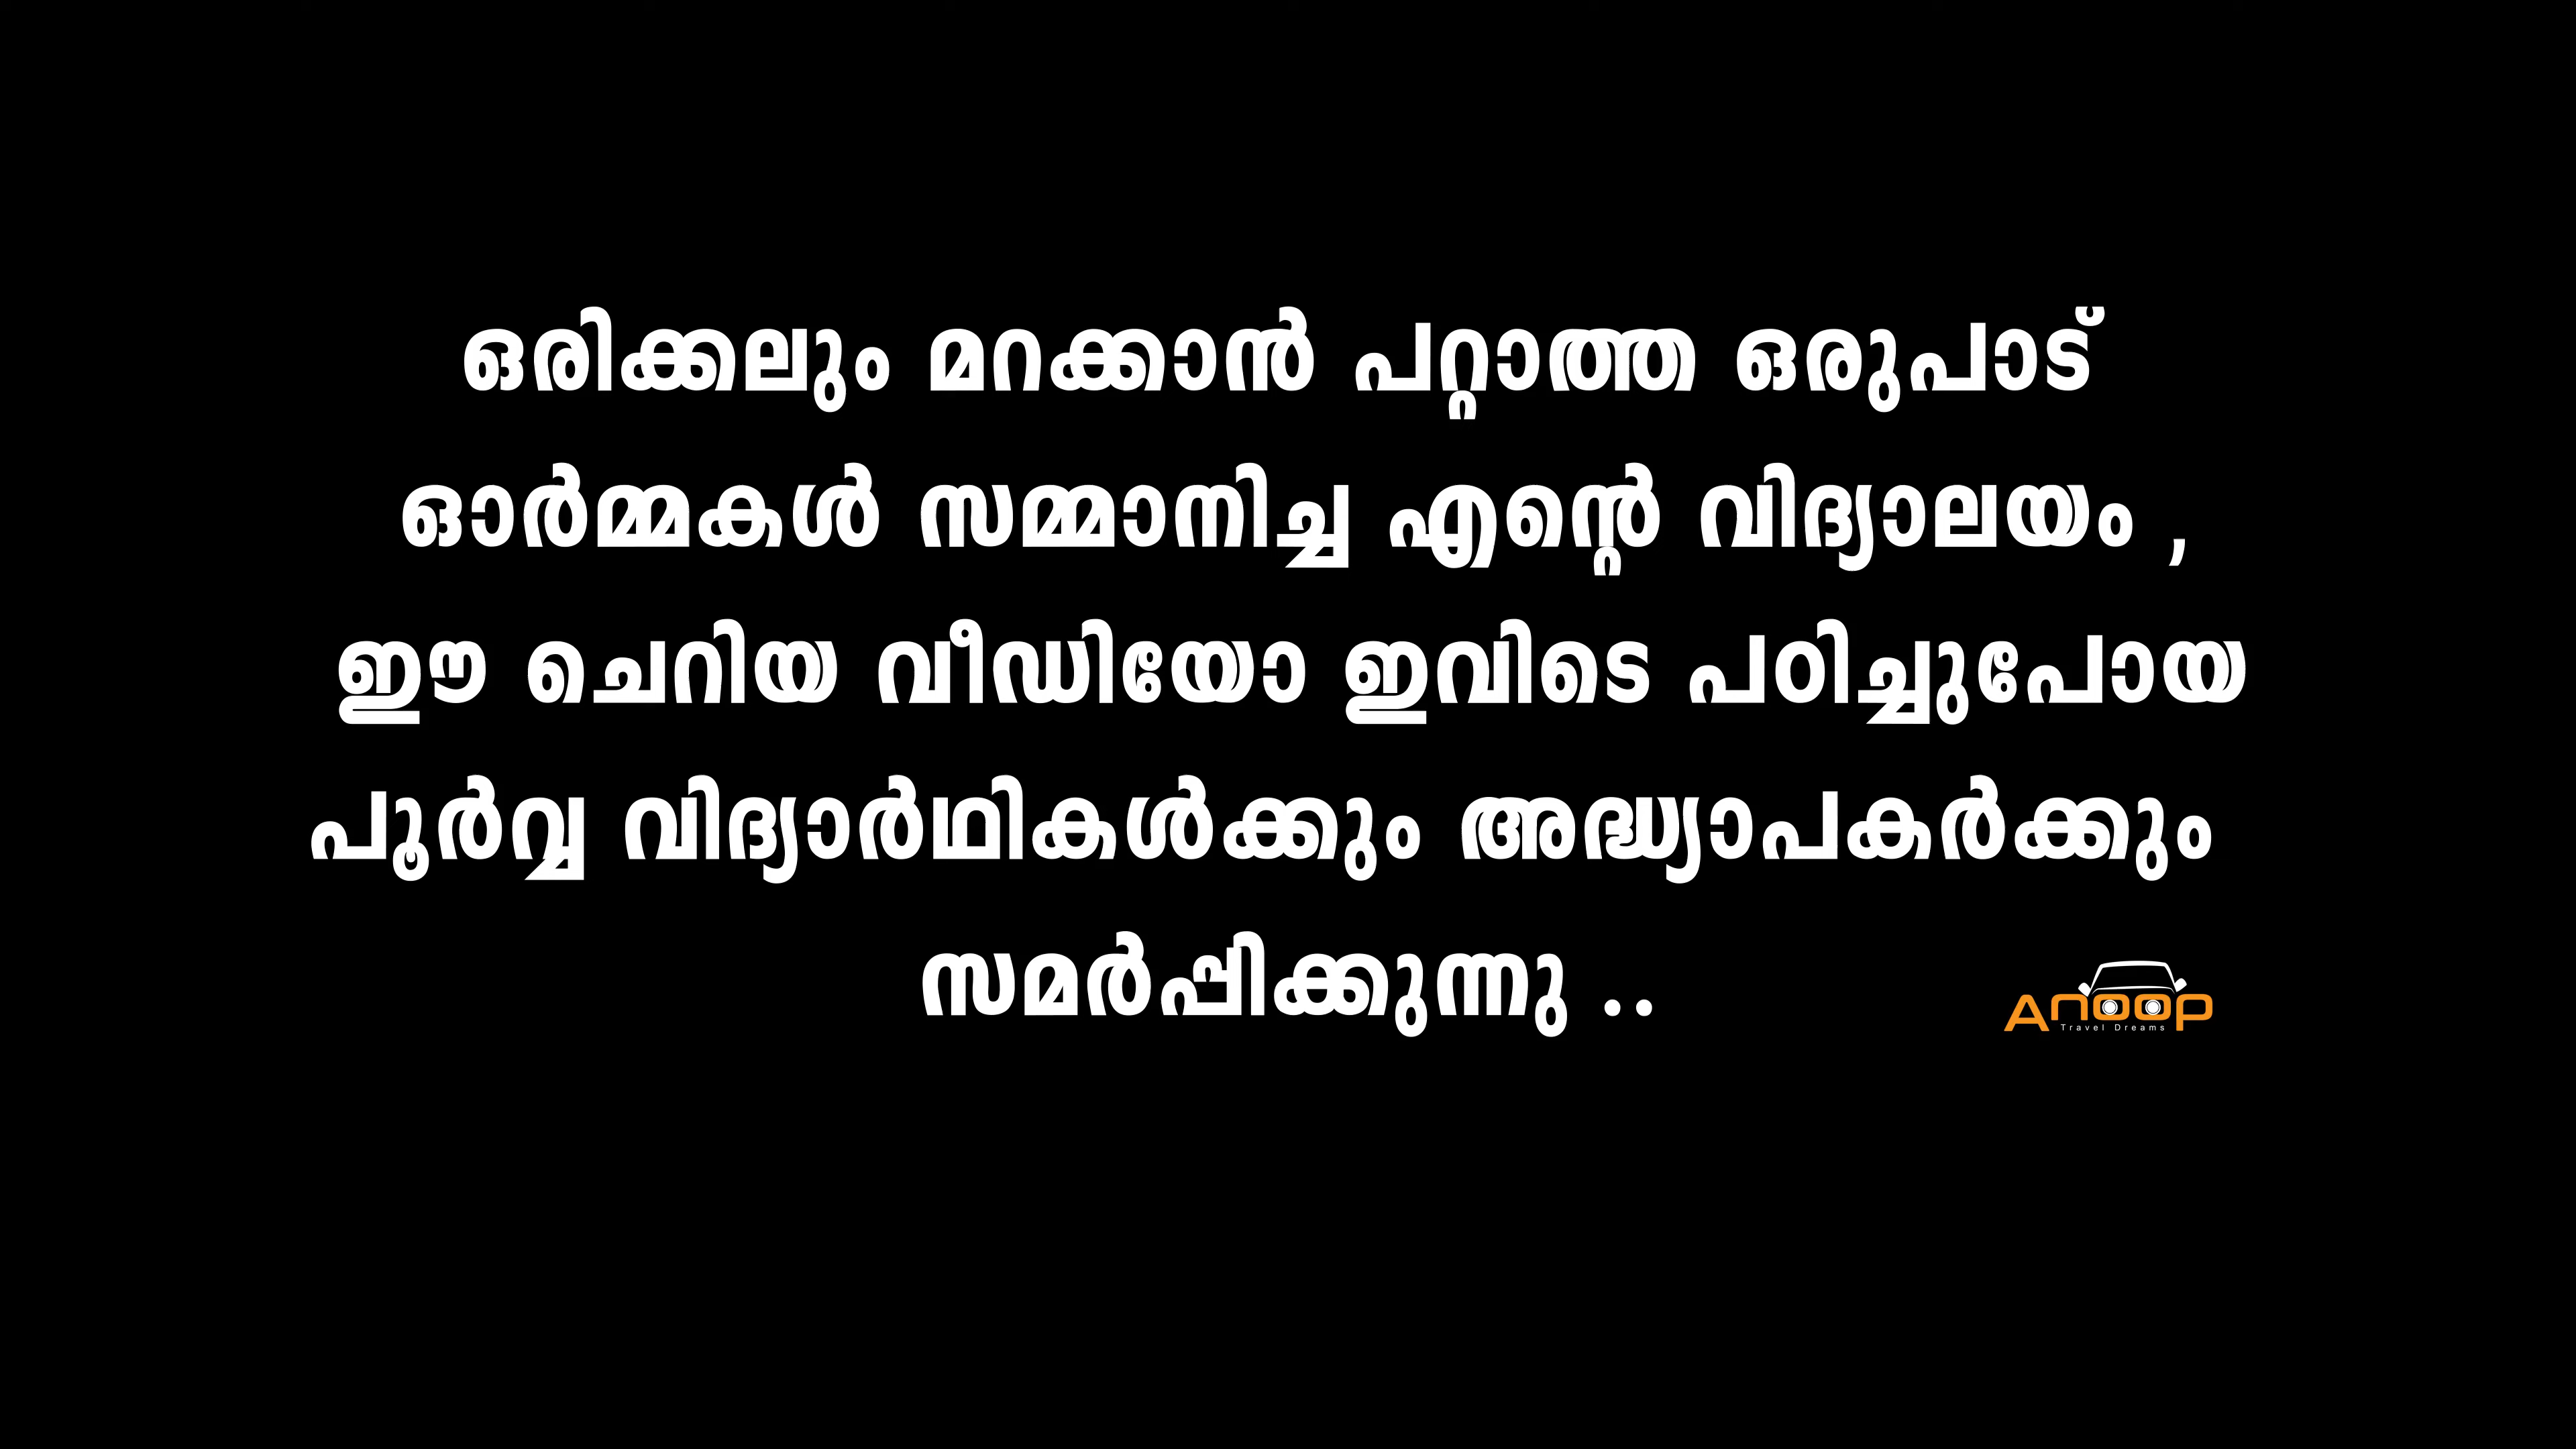 ഒരിക്കലും മറക്കാൻ പറ്റാത്ത ഒരുപാട്
ഓർമ്മകൾ സമ്മാനിച്ച എന്റെർ വിദ്യാലയം ,
ഈ ചെറിയ വീഡിയോ ഇവിടെ പഠിച്ചുപോയ
പൂർവ്വ വിദ്യാർഥികൾക്കും അദ്ധ്യാപകർക്കും
സമർപ്പിക്കുന്നു ..
Anoop
Travel Dreams